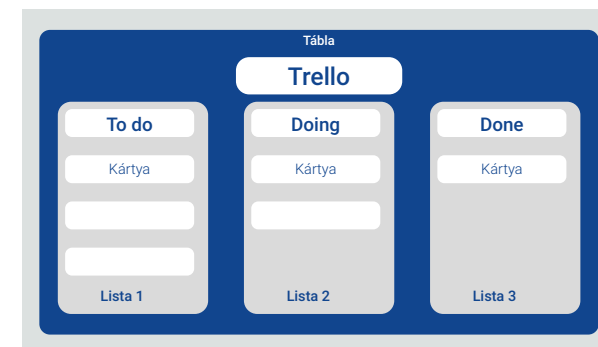 Tábla
Trello
To do
Kártya
Lista 1
Doing
Kártya
Lista 2
Done
Kártya
Lista 3